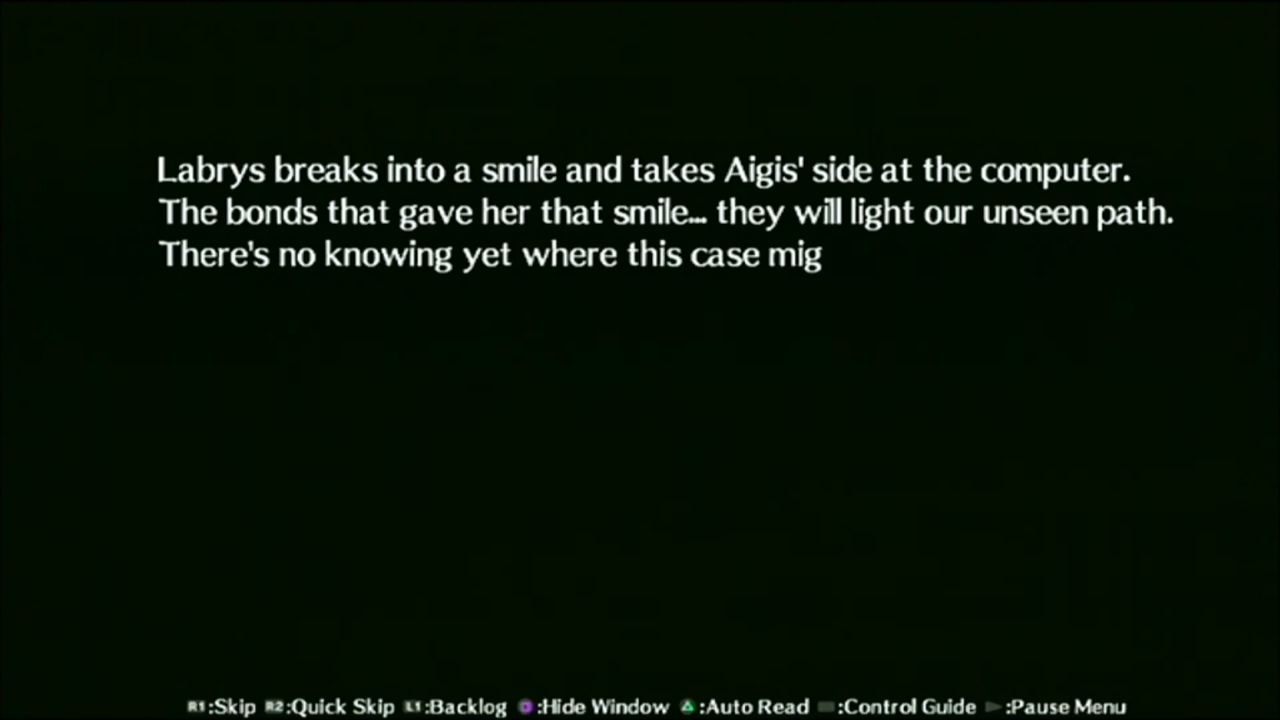 Labrys breaks into a smile and takes Aigis' side at the computer.
The bonds that gave her that smile... they will light our unseen path.
There's no knowing yet where this case mig
R1:Skip R2:Quick Skip L1:Backlog :Hide Window :Auto Read :Control Guide :Pause Menu